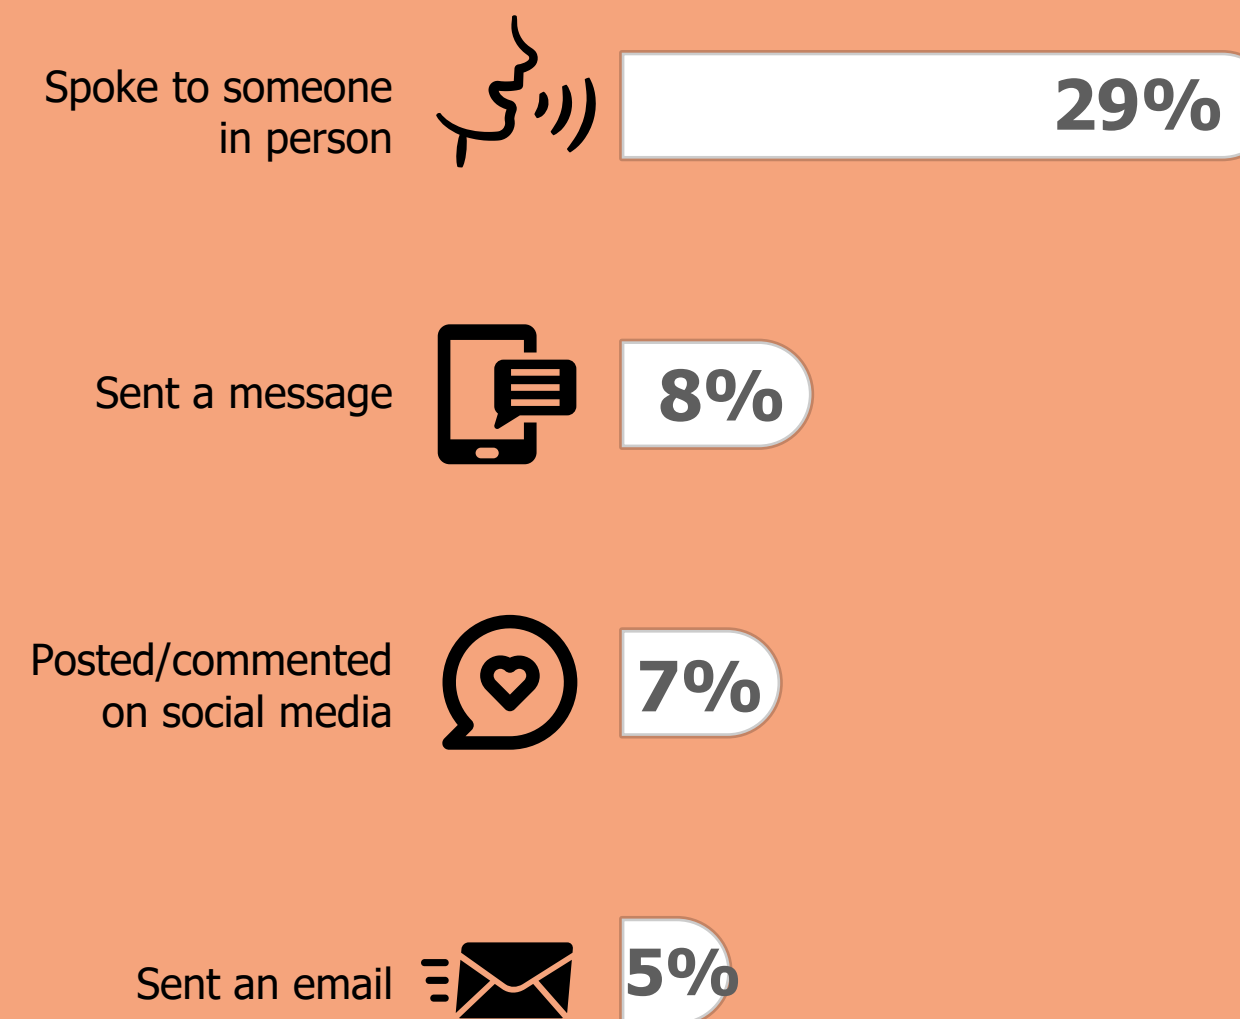 Spoke to someone
in person
29%
Sent a message
8%
Posted/commented
on social media
7%
Sent an email
5%